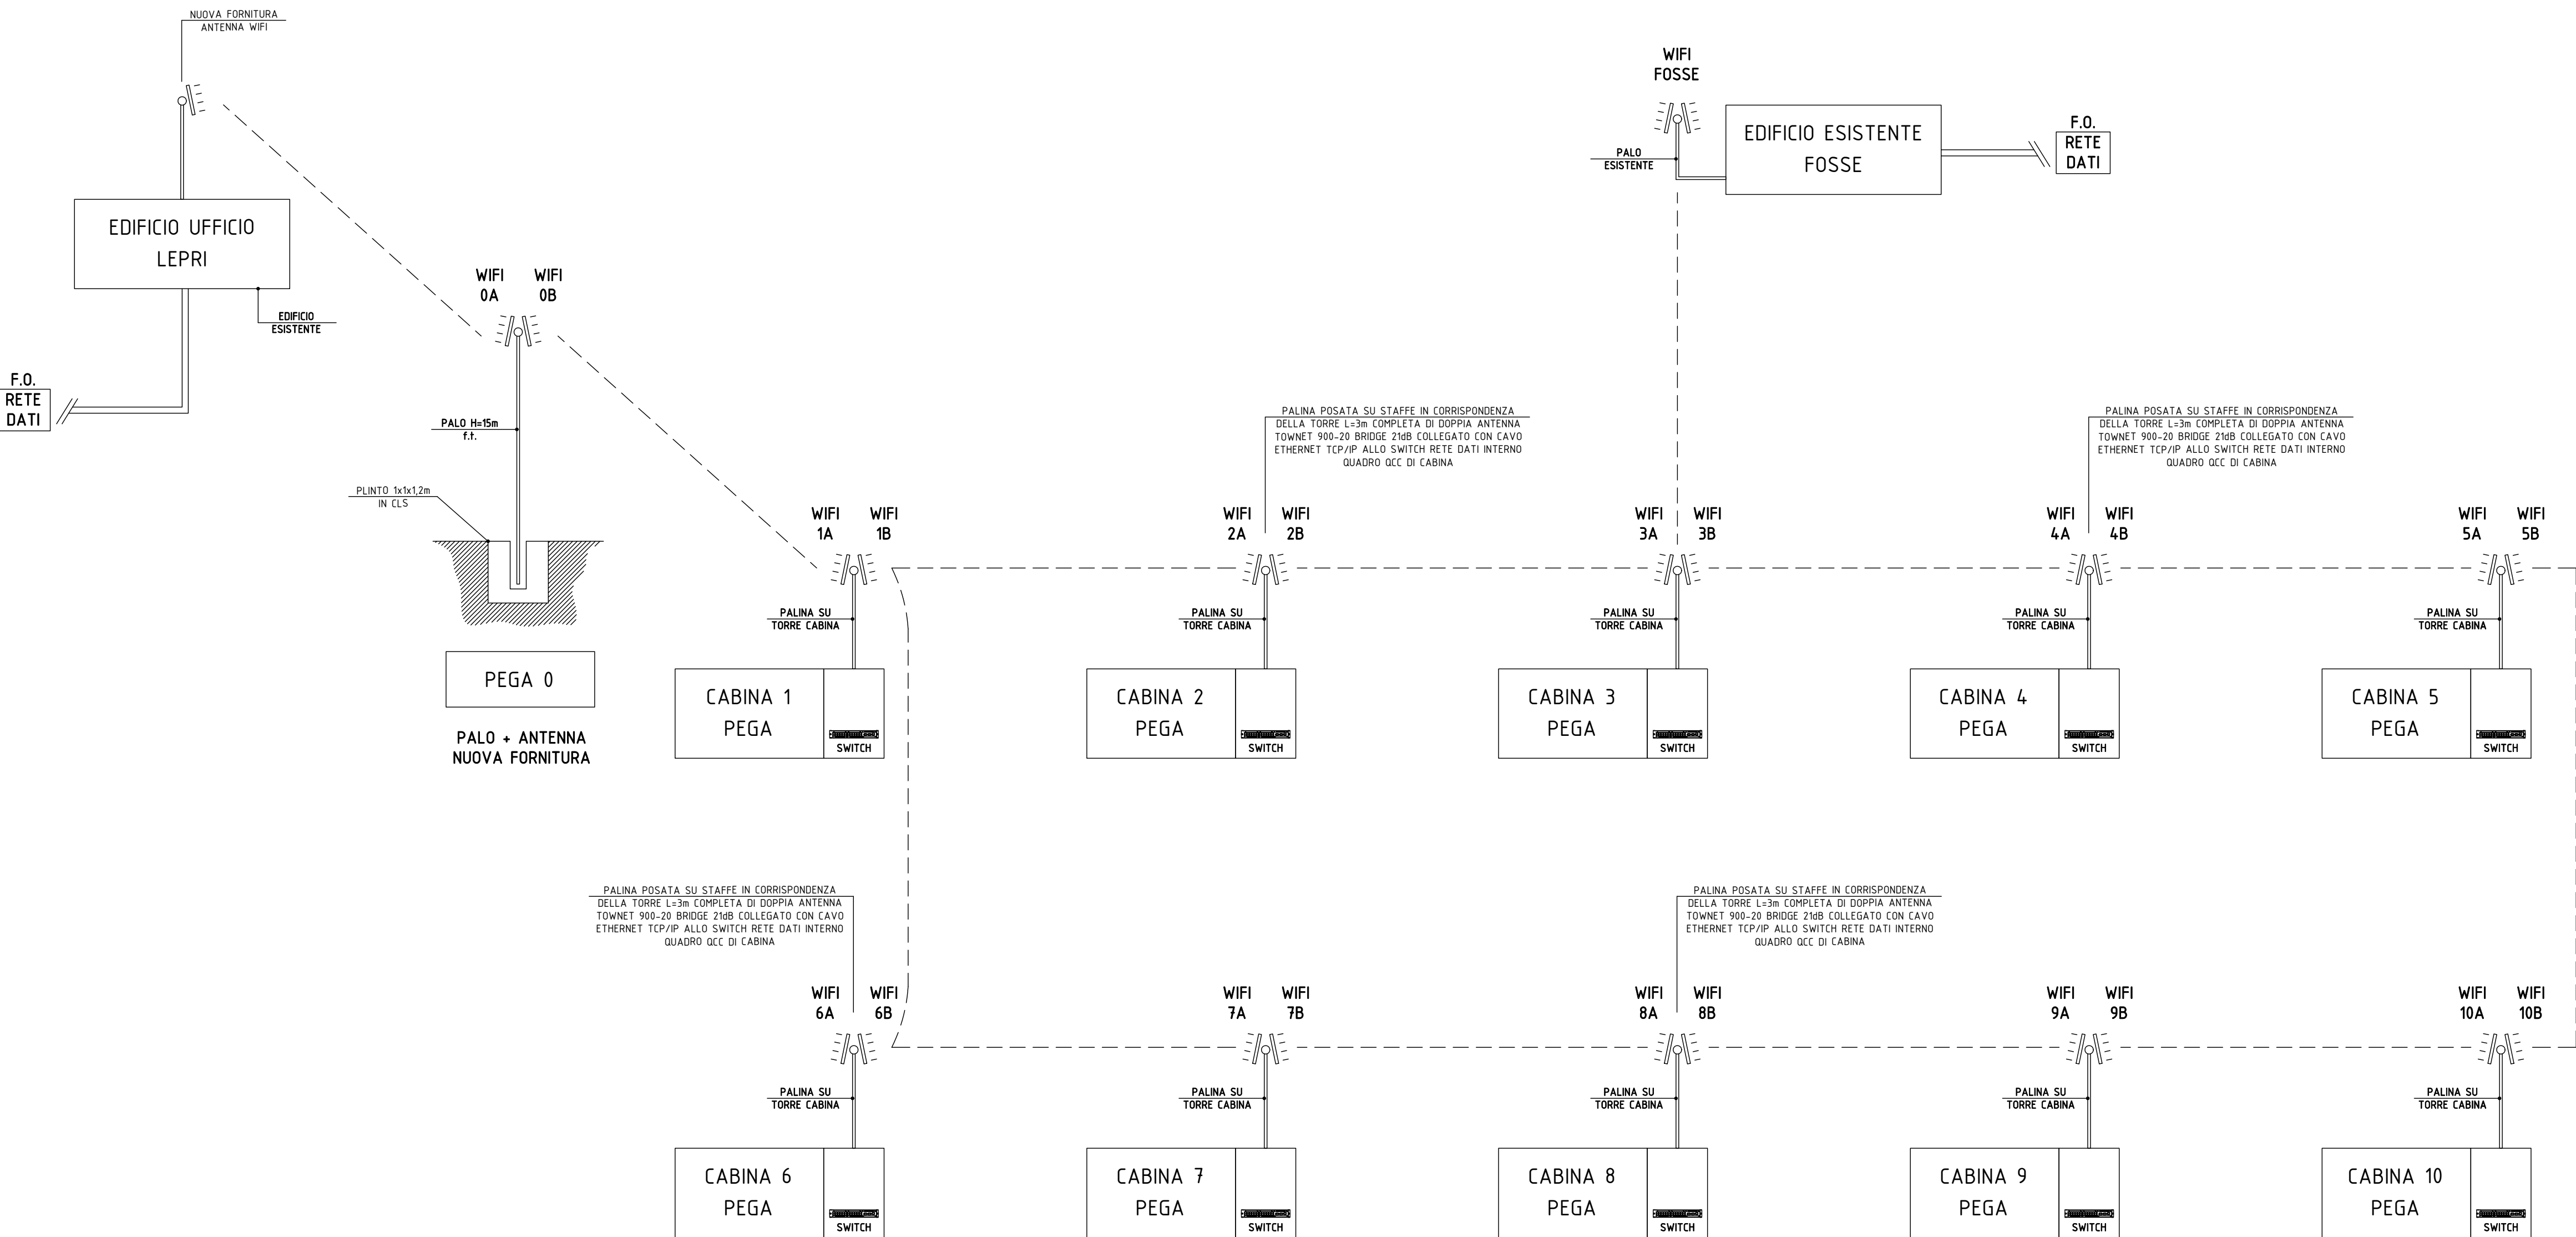 NUOVA FORNITURA
ANTENNA WIFI
WIFI
FOSSE
EDIFICIO ESISTENTE
FOSSE
PALO
ESISTENTE
F.O.
RETE
DATI
EDIFICIO UFFICIO
LEPRI
EDIFICIO
ESISTENTE
F.O.
RETE
DATI
WIFI
0A
WIFI
0B
PALO H=15m
f.t.
PLINTO 1x1x1,2m
IN CLS
PEGA 0
PALO + ANTENNA
NUOVA FORNITURA
PALINA POSATA SU STAFFE IN CORRISPONDENZA
DELLA TORRE L=3m COMPLETA DI DOPPIA ANTENNA
TOWNET 900-20 BRIDGE 21dB COLLEGATO CON CAVO
ETHERNET TCP/IP ALLO SWITCH RETE DATI INTERNO
QUADRO QCC DI CABINA
PALINA POSATA SU STAFFE IN CORRISPONDENZA
DELLA TORRE L=3m COMPLETA DI DOPPIA ANTENNA
TOWNET 900-20 BRIDGE 21dB COLLEGATO CON CAVO
ETHERNET TCP/IP ALLO SWITCH RETE DATI INTERNO
QUADRO QCC DI CABINA
WIFI
1A
WIFI
1B
WIFI
2A
WIFI
2B
WIFI
3A
WIFI
3B
WIFI
4A
WIFI
4B
WIFI
5A
WIFI
5B
PALINA SU
TORRE CABINA
PALINA SU
TORRE CABINA
PALINA SU
TORRE CABINA
PALINA SU
TORRE CABINA
PALINA SU
TORRE CABINA
CABINA 1
PEGA
SWITCH
CABINA 2
PEGA
SWITCH
CABINA 3
PEGA
SWITCH
CABINA 4
PEGA
SWITCH
CABINA 5
PEGA
SWITCH
PALINA POSATA SU STAFFE IN CORRISPONDENZA
DELLA TORRE L=3m COMPLETA DI DOPPIA ANTENNA
TOWNET 900-20 BRIDGE 21dB COLLEGATO CON CAVO
ETHERNET TCP/IP ALLO SWITCH RETE DATI INTERNO
QUADRO QCC DI CABINA
PALINA POSATA SU STAFFE IN CORRISPONDENZA
DELLA TORRE L=3m COMPLETA DI DOPPIA ANTENNA
TOWNET 900-20 BRIDGE 21dB COLLEGATO CON CAVO
ETHERNET TCP/IP ALLO SWITCH RETE DATI INTERNO
QUADRO QCC DI CABINA
WIFI
6A
WIFI
6B
WIFI
7A
WIFI
7B
WIFI
8A
WIFI
8B
WIFI
9A
WIFI
9B
WIFI
10A
WIFI
10B
PALINA SU
TORRE CABINA
PALINA SU
TORRE CABINA
PALINA SU
TORRE CABINA
PALINA SU
TORRE CABINA
PALINA SU
TORRE CABINA
CABINA 6
PEGA
SWITCH
CABINA 7
PEGA
SWITCH
CABINA 8
PEGA
SWITCH
CABINA 9
PEGA
SWITCH
CABINA 10
PEGA
SWITCH